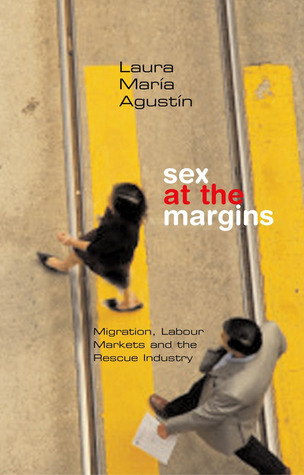 Laura
María
Agustín
sex
at the
margins
Migration, Labour
Markets and the
Rescue Industry